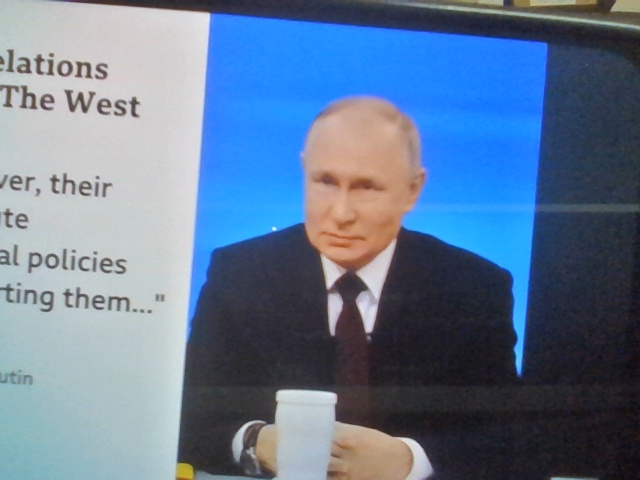 elations
The West
ver, their
ute
al policies
rting them..."
utin